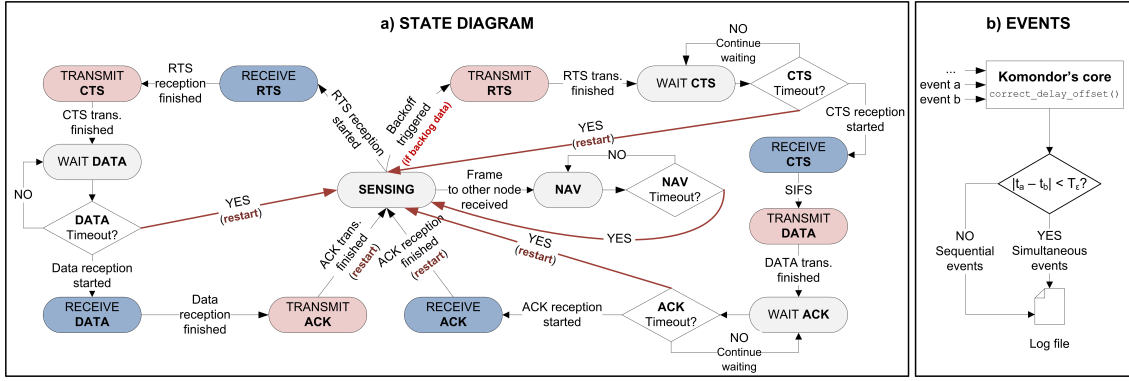 a) STATE DIAGRAM
TRANSMIT
CTS
RTS
reception
finished
RECEIVE
RTS
RTS reception
started
Backoff
triggered
(if backlog data)
TRANSMIT
RTS
RTS trans.
finished
WAIT CTS
NO
Continue
waiting
CTS
Timeout?
CTS reception
started
YES
(restart)
CTS trans.
finished
WAIT DATA
NO
DATA
Timeout?
YES
(restart)
SENSING
Frame
to other node
received
NAV
NO
NAV
Timeout?
YES
RECEIVE
CTS
SIFS
TRANSMIT
DATA
DATA trans.
finished
Data reception
started
RECEIVE
DATA
Data
reception
finished
TRANSMIT
ACK
ACK trans.
finished
(restart)
ACK reception
finished
(restart)
RECEIVE
ACK
ACK reception
started
YES
(restart)
ACK
Timeout?
WAIT ACK
NO
Continue
waiting
b) EVENTS
...
event a
event b
Komondor's core
correct_delay_offset()
|ta – tb| < Tε?
NO
Sequential
events
YES
Simultaneous
events
Log file